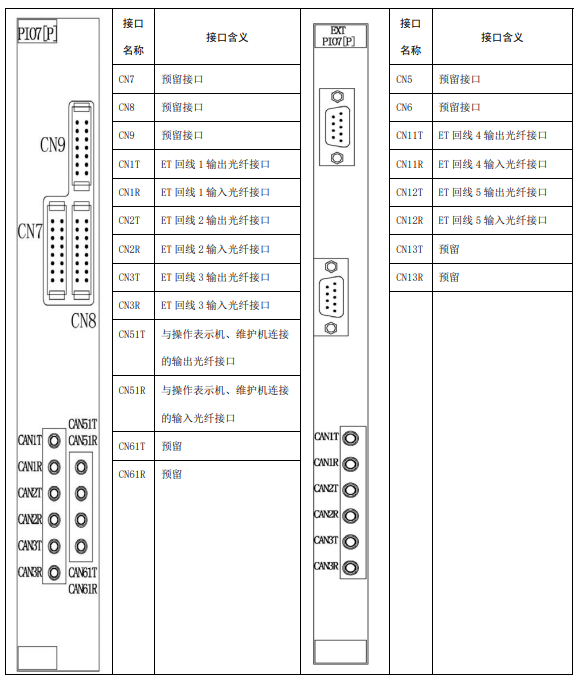 PIO7[P]
CN9
CN7
CN8
CAN51T
CAN1T
CAN51R
CAN1R
CAN2T
CAN2R
CAN3T
CAN3R
CAN61T
CAN61R
接口
名称
接口含义
CN7
预留接口
CN8
预留接口
CN9
预留接口
CN1T
ET 回线 1 输出光纤接口
CN1R
ET 回线 1 输入光纤接口
CN2T
ET 回线 2 输出光纤接口
CN2R
ET 回线 2 输入光纤接口
CN3T
ET 回线 3 输出光纤接口
CN3R
ET 回线 3 输入光纤接口
CN51T
与操作表示机、维护机连接
的输出光纤接口
CN51R
与操作表示机、维护机连接
的输入光纤接口
CN61T
预留
CN61R
预留
EXT
PIO7[P]
CAN1T
CAN1R
CAN2T
CAN2R
CAN3T
CAN3R
接口
名称
接口含义
CN5
预留接口
CN6
预留接口
CN11T
ET 回线 4 输出光纤接口
CN11R
ET 回线 4 输入光纤接口
CN12T
ET 回线 5 输出光纤接口
CN12R
ET 回线 5 输入光纤接口
CN13T
预留
CN13R
预留